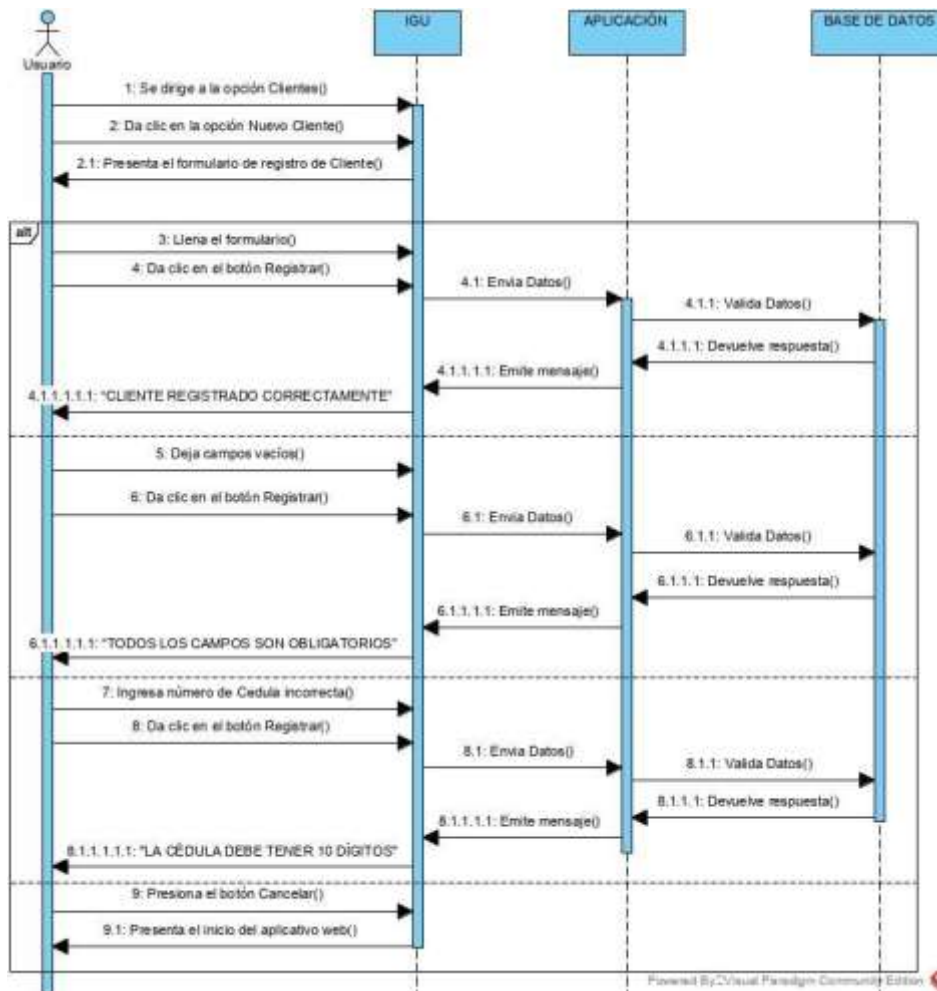 Usuario
IGU
APLICACIÓN
BASE DE DATOS
1: Se dirige a la opción Clientes()
2: Da clic en la opción Nuevo Cliente()
2.1: Presenta el formulario de registro de Cliente()
alt
3: Llena el formulario()
4: Da clic en el botón Registrar()
4.1: Envia Datos()
4.1.1: Valida Datos()
4.1.1.1: Devuelve respuesta()
4.1.1.1.1: Emite mensaje()
4.1.1.1.1.1: "CLIENTE REGISTRADO CORRECTAMENTE"
5: Deja campos vacíos()
6: Da clic en el botón Registrar()
6.1: Envia Datos()
6.1.1: Valida Datos()
6.1.1.1: Devuelve respuesta()
6.1.1.1.1: Emite mensaje()
6.1.1.1.1.1: "TODOS LOS CAMPOS SON OBLIGATORIOS"
7: Ingresa número de Cedula incorrecta()
8: Da clic en el botón Registrar()
8.1: Envia Datos()
8.1.1: Valida Datos()
8.1.1.1: Devuelve respuesta()
8.1.1.1.1: Emite mensaje()
8.1.1.1.1.1: "LA CÉDULA DEBE TENER 10 DÍGITOS"
9: Presiona el botón Cancelar()
9.1: Presenta el inicio del aplicativo web()
Powered By Visual Paradigm Community Edition